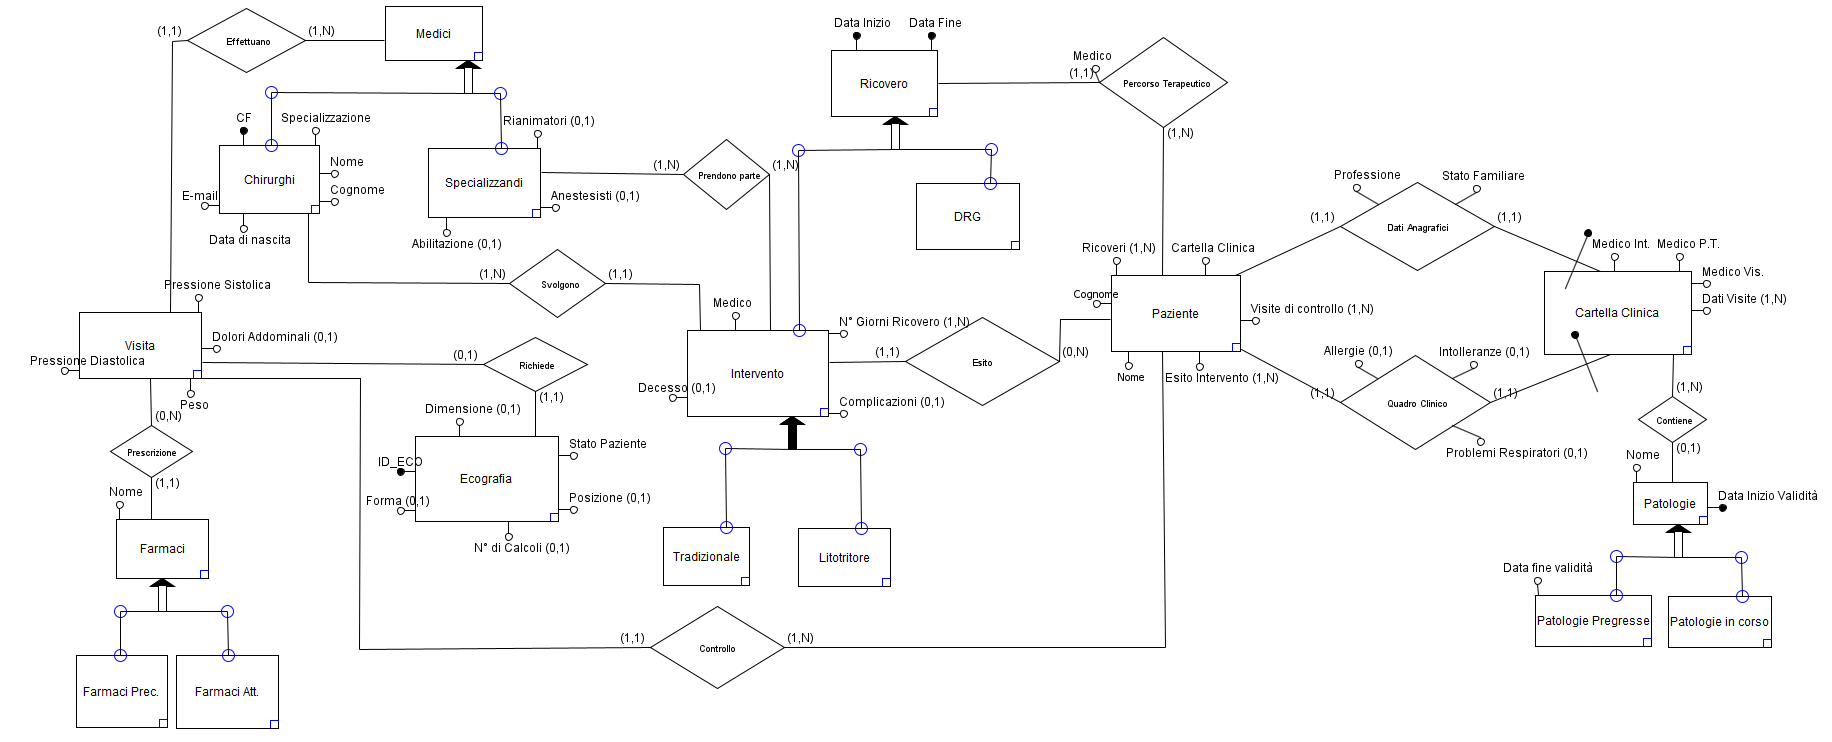 Data Inizio
Data Fine
(1,1)
Effettuano
(1,N)
Medici
Medico
(1,1)
Percorso Terapeutico
(1,N)
Ricovero
CF
Specializzazione
Rianimatori (0,1)
Nome
Chirurghi
Cognome
E-mail
Data di nascita
Specializzandi
Anestesisti (0,1)
Abilitazione (0,1)
(1,N)
Prendono parte
(1,N)
DRG
Professione
Stato Familiare
(1,1)
Dati Anagrafici
(1,1)
Ricoveri (1,N)
Cartella Clinica
Medico Int.
Medico P.T.
Medico Vis.
Dati Visite (1,N)
Cartella Clinica
(1,N)
Svolgono
(1,1)
Pressione Sistolica
Visita
Dolori Addominali (0,1)
Pressione Diastolica
Peso
Medico
N° Giorni Ricovero (1,N)
Intervento
Decesso (0,1)
Complicazioni (0,1)
(1,1)
Esito
(0,N)
Cognome
Paziente
Visite di controllo (1,N)
Nome
Esito Intervento (1,N)
Allergie (0,1)
Intolleranze (0,1)
(1,1)
Quadro Clinico
(1,1)
Problemi Respiratori (0,1)
(0,1)
Richiede
(1,1)
(1,N)
Contiene
(0,1)
(0,N)
Prescrizione
(1,1)
Dimensione (0,1)
Stato Paziente
ID_ECO
Ecografia
Forma (0,1)
Posizione (0,1)
N° di Calcoli (0,1)
Nome
Patologie
Data Inizio Validità
Nome
Farmaci
Tradizionale
Litotritore
Data fine validità
Patologie Pregresse
Patologie in corso
(1,1)
Controllo
(1,N)
Farmaci Prec.
Farmaci Att.